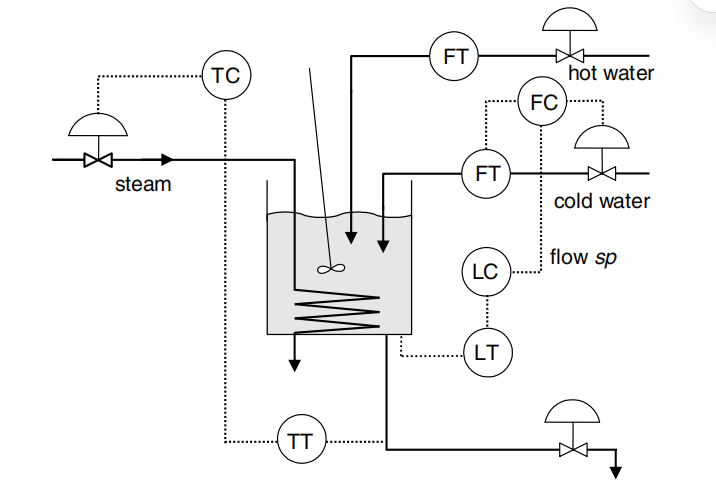 FT
hot water
TC
FC
steam
FT
cold water
flow sp
LC
LT
TT